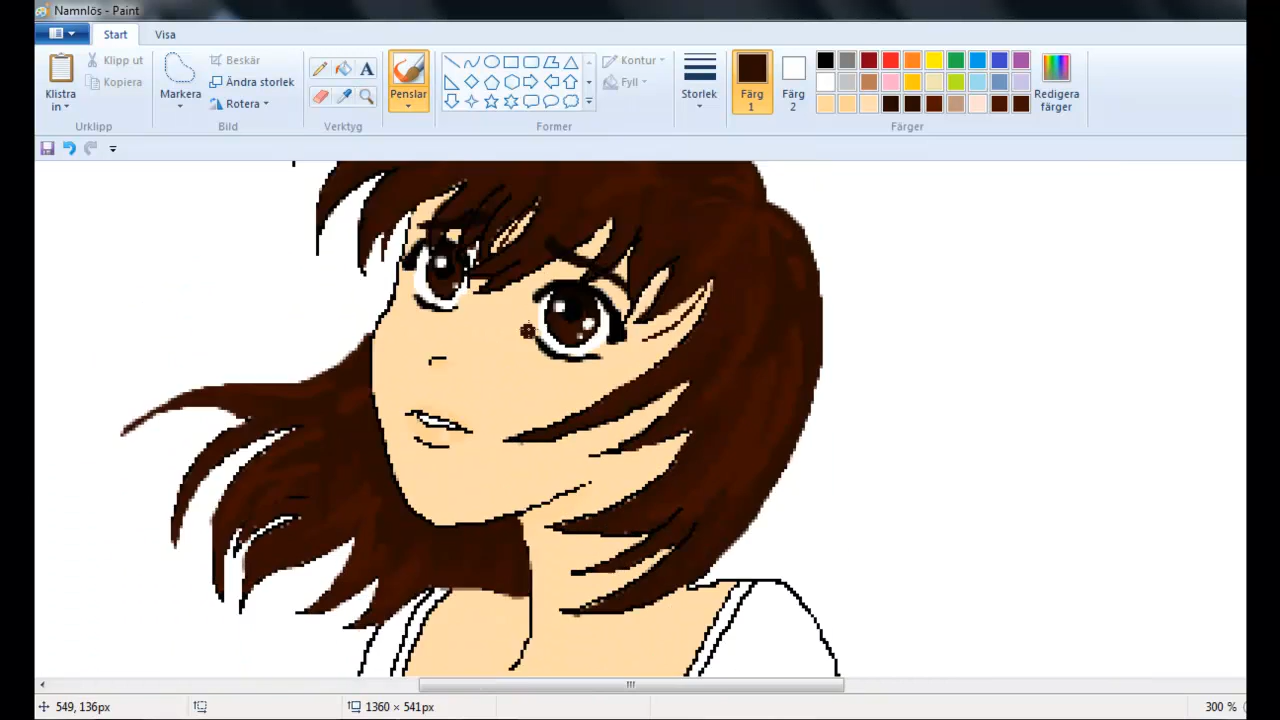 Namnlös - Paint
Start Visa
Klistra in
Klipp ut
Kopiera
Urklipp
Markera
Beskär
Ändra storlek
Rotera
Bild
A
Verktyg
Penslar
Kontur
Fyll
Former
Storlek
Färg 1
Färg 2
Redigera färger
Färger
549, 136px
1360 × 541px
300 %